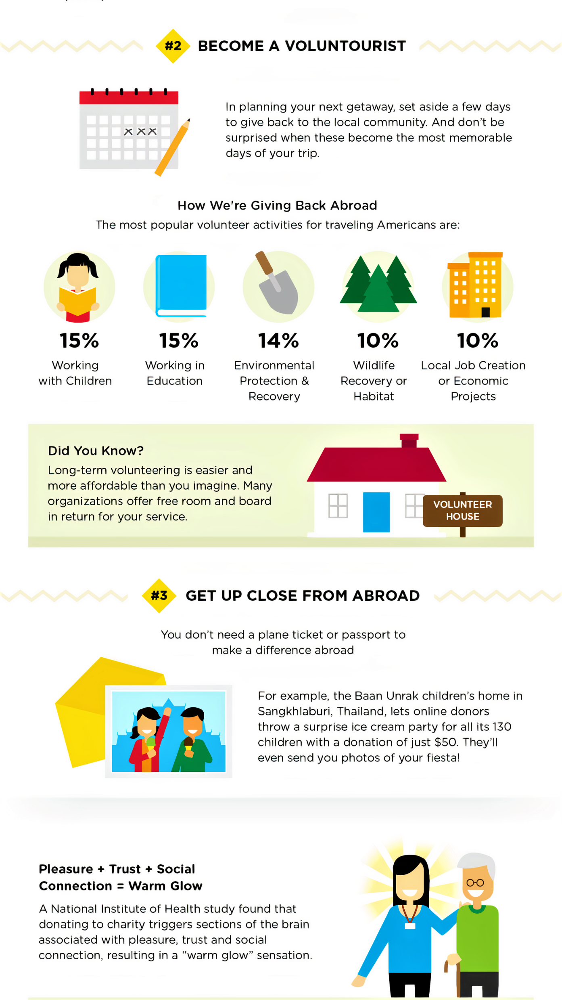 #2 BECOME A VOLUNTOURIST
In planning your next getaway, set aside a few days
to give back to the local community. And don’t be
surprised when these become the most memorable
days of your trip.
How We're Giving Back Abroad
The most popular volunteer activities for traveling Americans are:
15%
Working
with Children
15%
Working in
Education
14%
Environmental
Protection &
Recovery
10%
Wildlife
Recovery or
Habitat
10%
Local Job Creation
or Economic
Projects
Did You Know?
Long-term volunteering is easier and
more affordable than you imagine. Many
organizations offer free room and board
in return for your service.
VOLUNTEER
HOUSE
#3 GET UP CLOSE FROM ABROAD
You don’t need a plane ticket or passport to
make a difference abroad
For example, the Baan Unrak children’s home in
Sangkhlaburi, Thailand, lets online donors
throw a surprise ice cream party for all its 130
children with a donation of just $50. They’ll
even send you photos of your fiesta!
Pleasure + Trust + Social
Connection = Warm Glow
A National Institute of Health study found that
donating to charity triggers sections of the brain
associated with pleasure, trust and social
connection, resulting in a “warm glow” sensation.